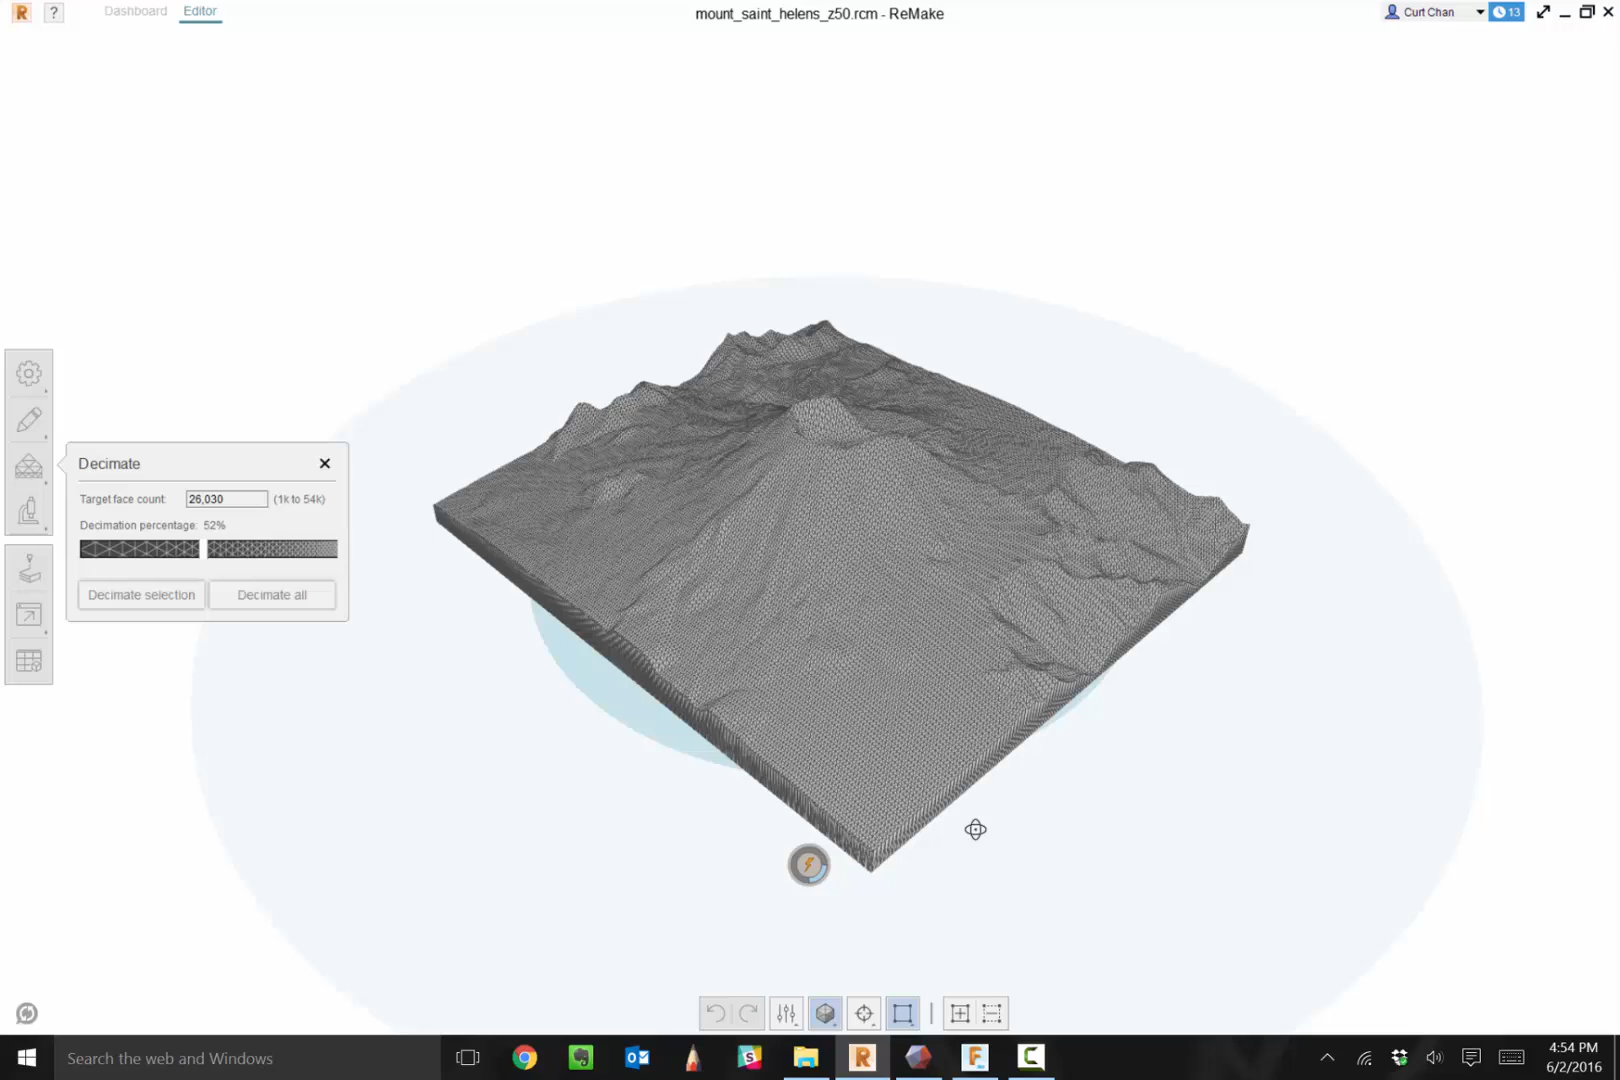 R ? Dashboard Editor mount_saint_helens_z50.rcm - ReMake Curt Chan 13
Decimate
Target face count: 26,030 (1k to 54k)
Decimation percentage: 52%
Decimate selection Decimate all
Search the web and Windows
4:54 PM
6/2/2016